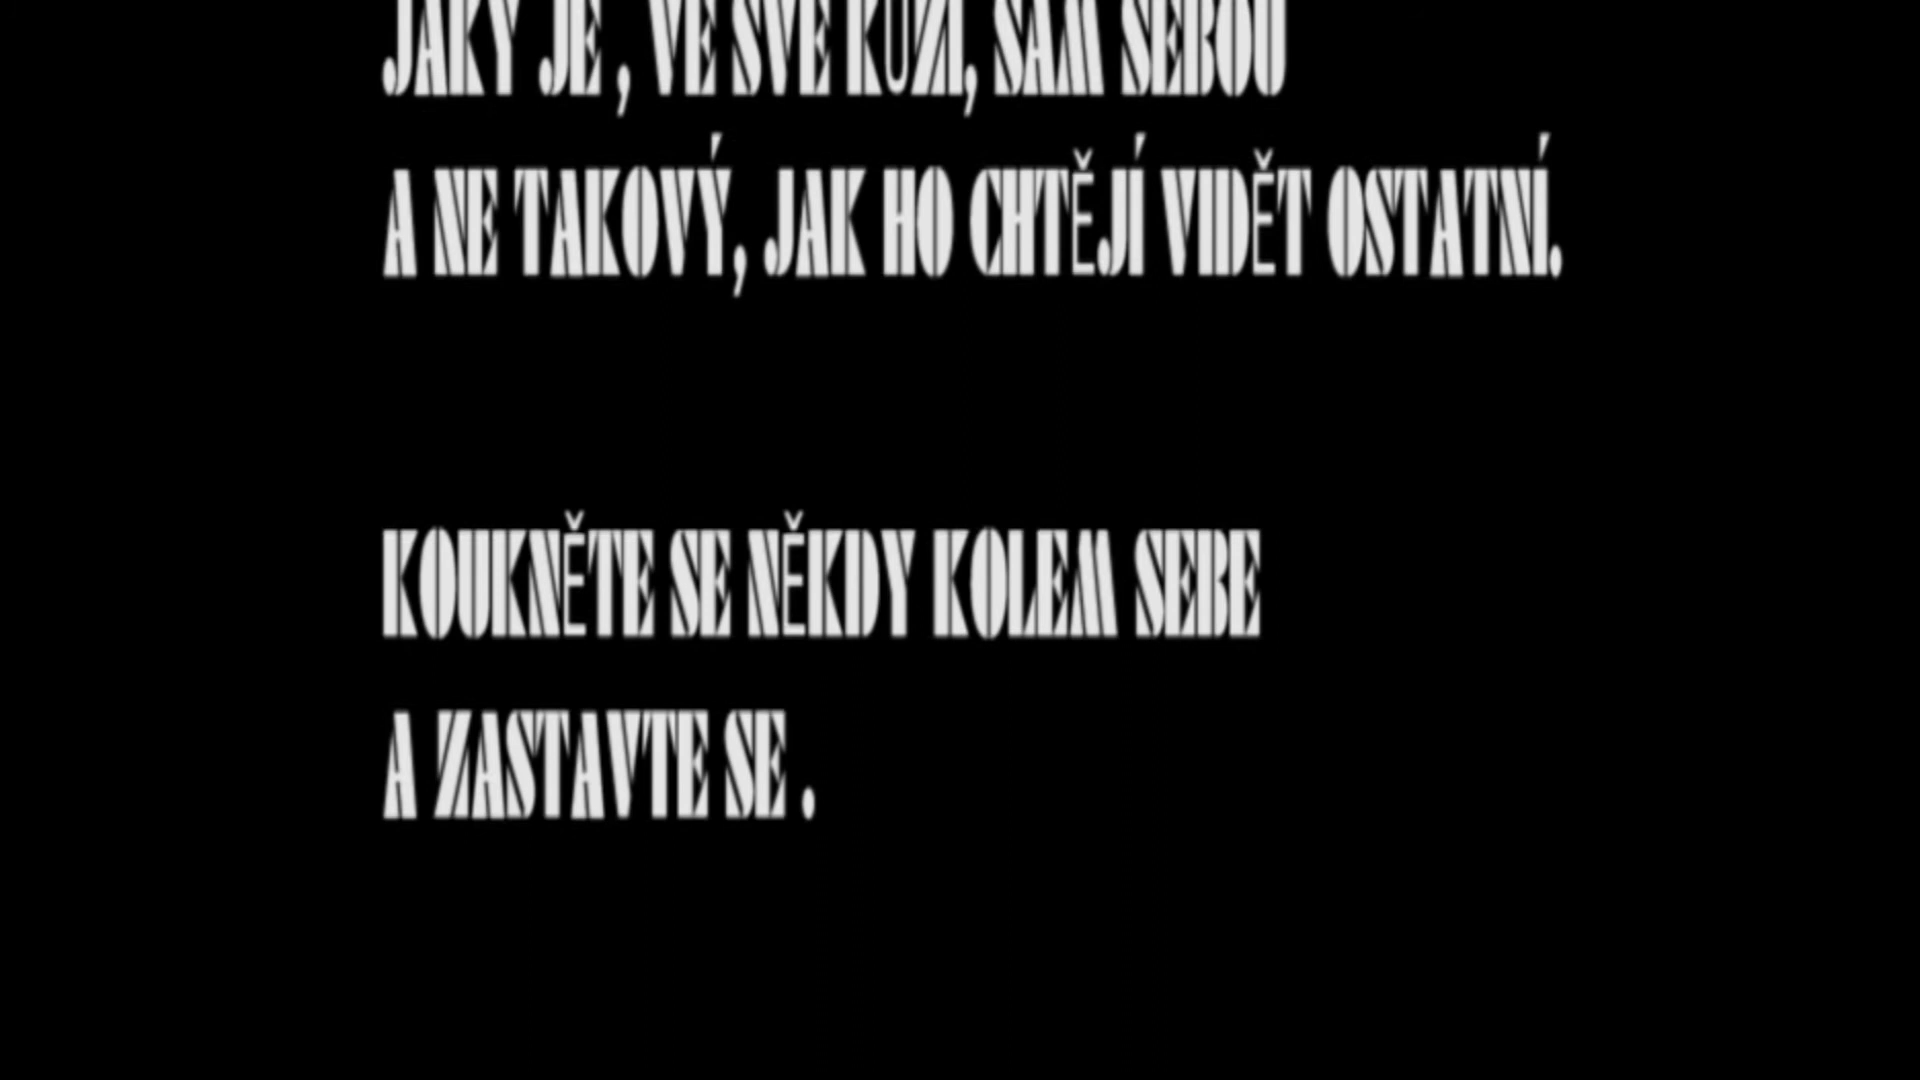 JAKÝ JE , VE SVÉ KŮŽI, SÁM SEBOU
A NE TAKOVÝ, JAK HO CHTĚJÍ VIDĚT OSTATNÍ.
KOUKNĚTE SE NĚKDY KOLEM SEBE
A ZASTAVTE SE .